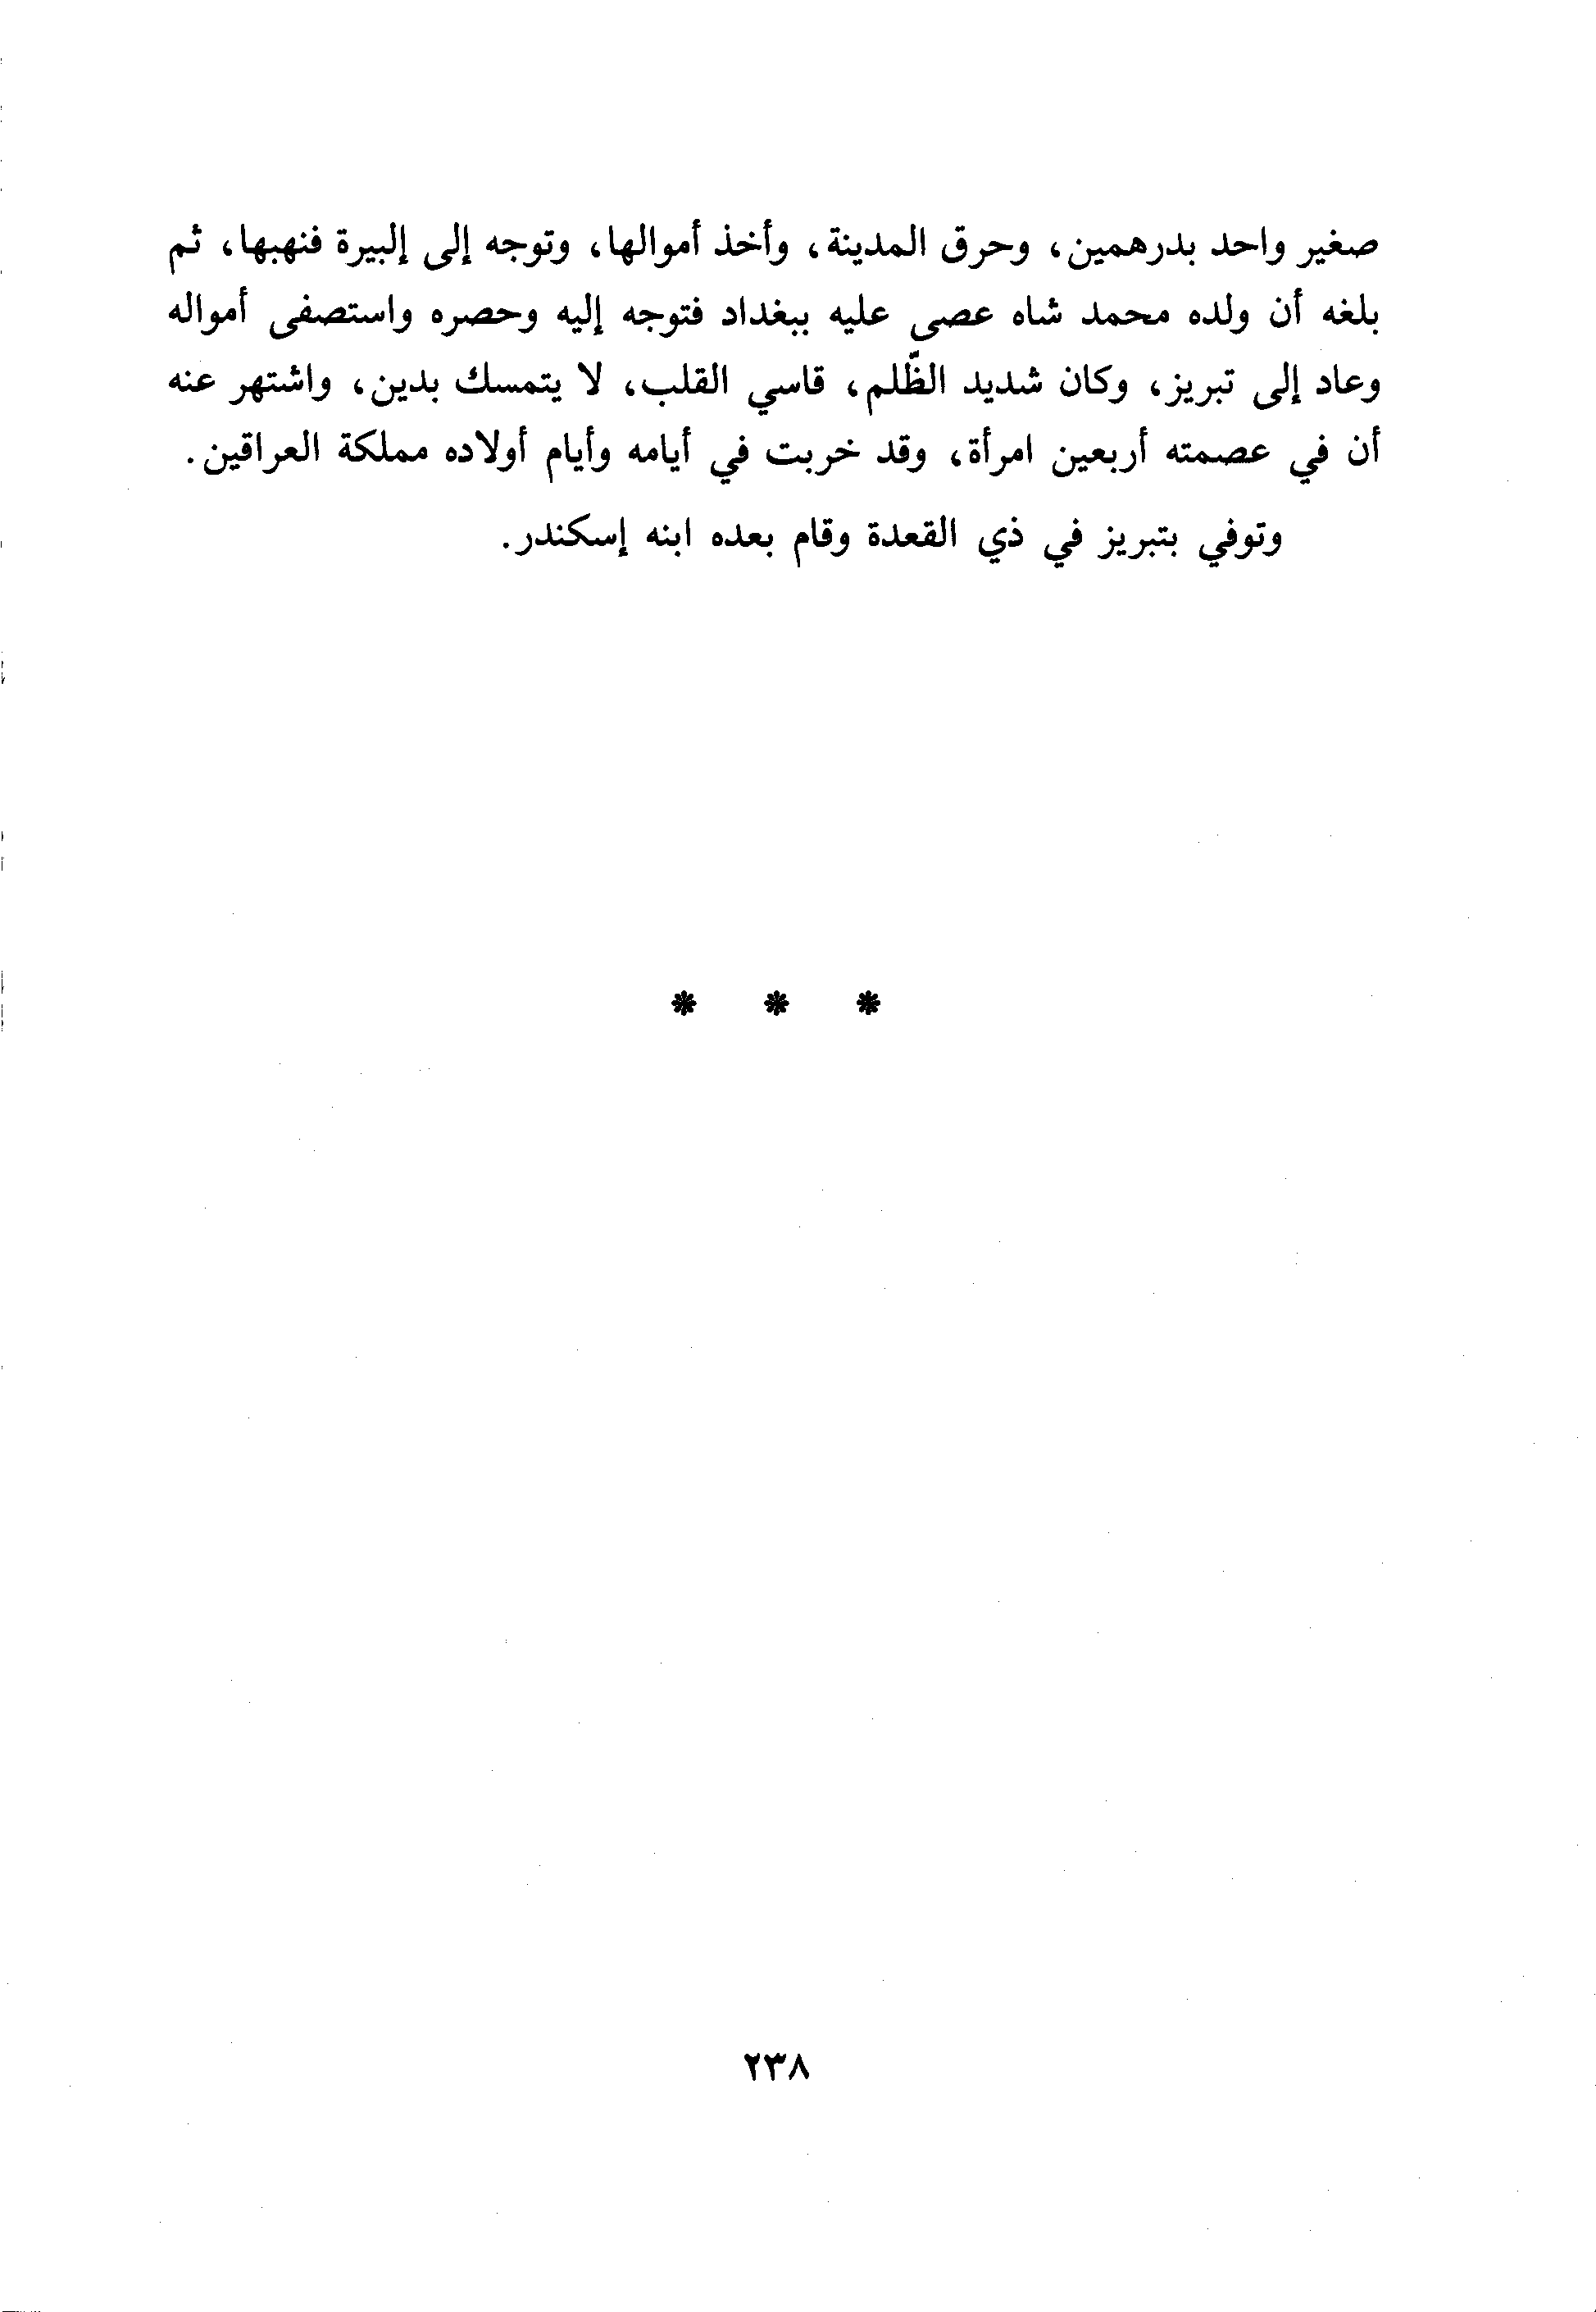 صغير واحد بدرهمين، وحرق المدينة، وأخذ أموالها، وتوجه إلى إلبيرة فنهبها، ثم
بلغه أن ولده محمد شاه عصى عليه ببغداد فتوجه إليه وحصره واستصفى أمواله
وعاد إلى تبريز، وكان شديد الظّلم، قاسي القلب، لا يتمسك بدين، واشتهر عنه
أن في عصمته أربعين امرأة، وقد خربت في أيامه وأيام أولاده مملكة العراقين.
وتوفي بتبريز في ذي القعدة وقام بعده ابنه إسكندر.
* * *
٢٣٨